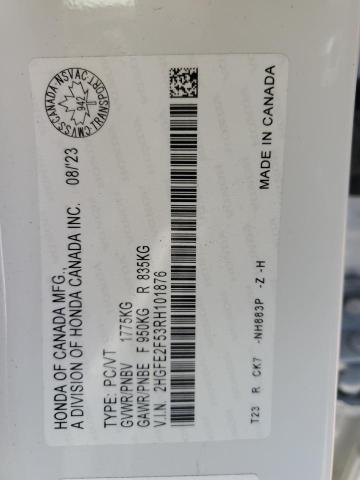 HONDA OF CANADA MFG.,
A DIVISION OF HONDA CANADA INC. 08/'23
TYPE: PC/VT
GVWR/PNBV 1775KG
GAWR/PNBE F 950KG R 835KG
V.I.N. 2HGFE2F53RH101876
T23 R CK7 -NH883P -Z -H
MADE IN CANADA
CANADA NSVAC
CMVSS-TRANSPORT
942